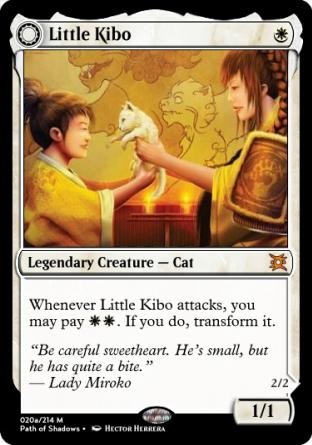 Little Kibo
Legendary Creature — Cat
Whenever Little Kibo attacks, you
may pay . If you do, transform it.
“Be careful sweetheart. He's small, but
he has quite a bite.”
— Lady Miroko
2/2
1/1
020a/214 M
Path of Shadows • Hector Herrera